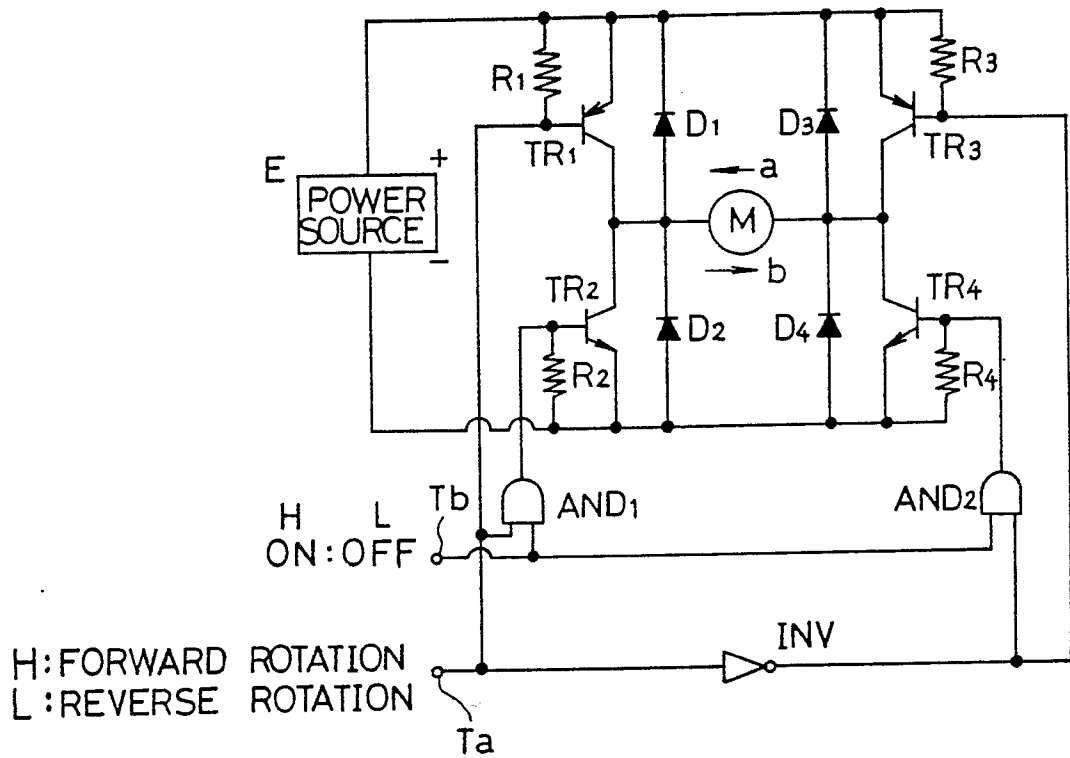 R1
R3
TR1
D1
D3
TR3
E
+
POWER
SOURCE
−
a
M
b
TR2
TR4
D2
D4
R2
R4
Tb
AND1
AND2
H L
ON:OFF
INV
H:FORWARD ROTATION
L:REVERSE ROTATION
Ta